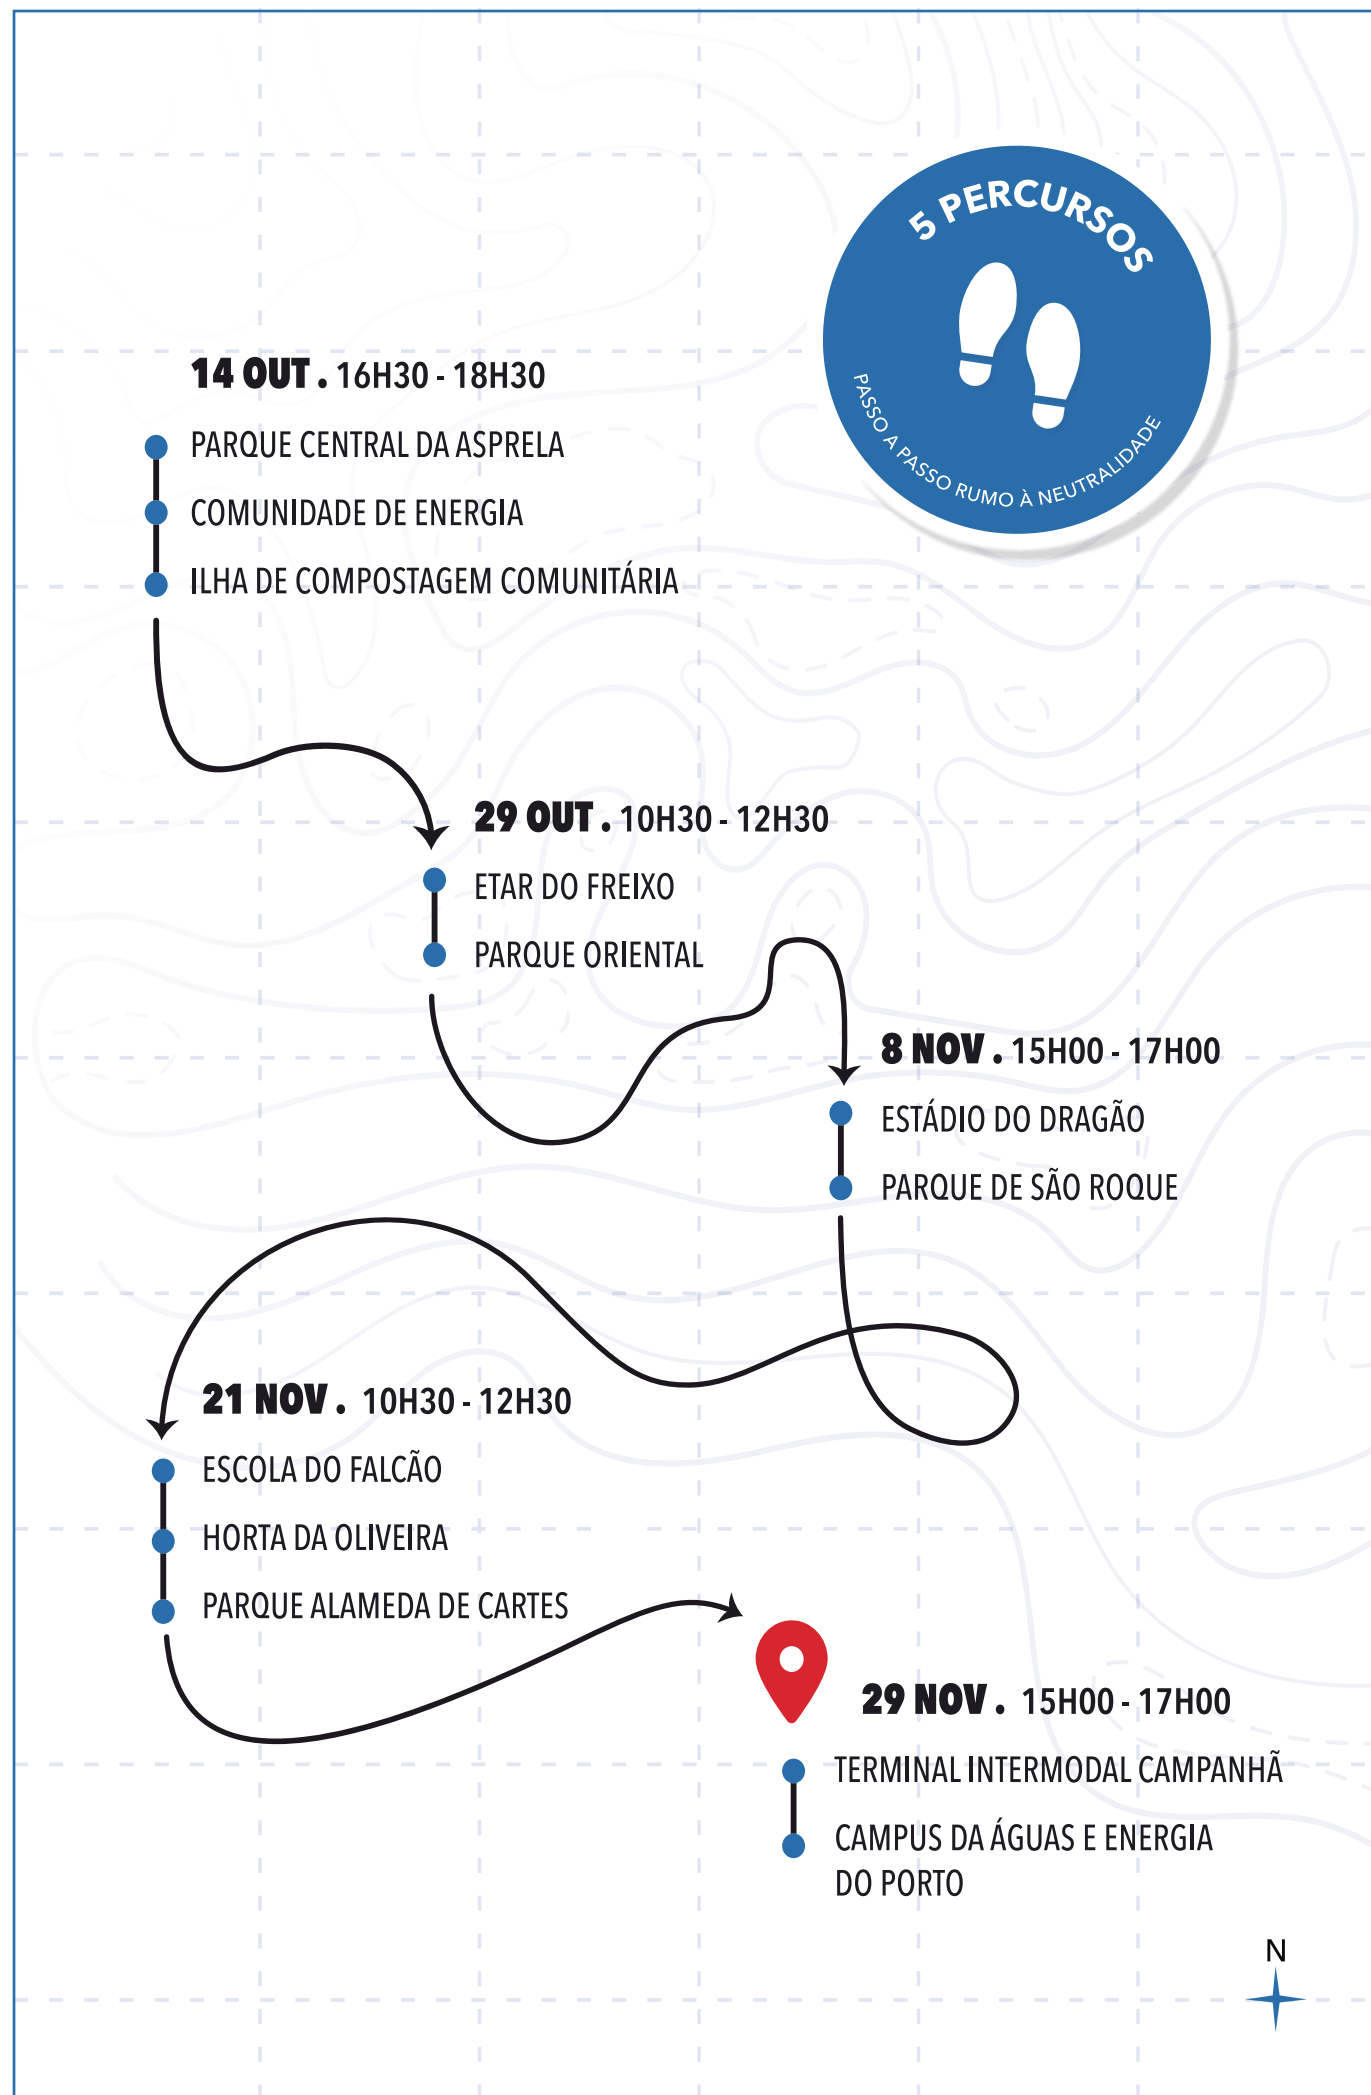 5 PERCURSOS
PASSO A PASSO RUMO À NEUTRALIDADE
14 OUT . 16H30 - 18H30
PARQUE CENTRAL DA ASPRELA
COMUNIDADE DE ENERGIA
ILHA DE COMPOSTAGEM COMUNITÁRIA
29 OUT . 10H30 - 12H30
ETAR DO FREIXO
PARQUE ORIENTAL
8 NOV . 15H00 - 17H00
ESTÁDIO DO DRAGÃO
PARQUE DE SÃO ROQUE
21 NOV . 10H30 - 12H30
ESCOLA DO FALCÃO
HORTA DA OLIVEIRA
PARQUE ALAMEDA DE CARTES
29 NOV . 15H00 - 17H00
TERMINAL INTERMODAL CAMPANHÃ
CAMPUS DA ÁGUAS E ENERGIA
DO PORTO
N